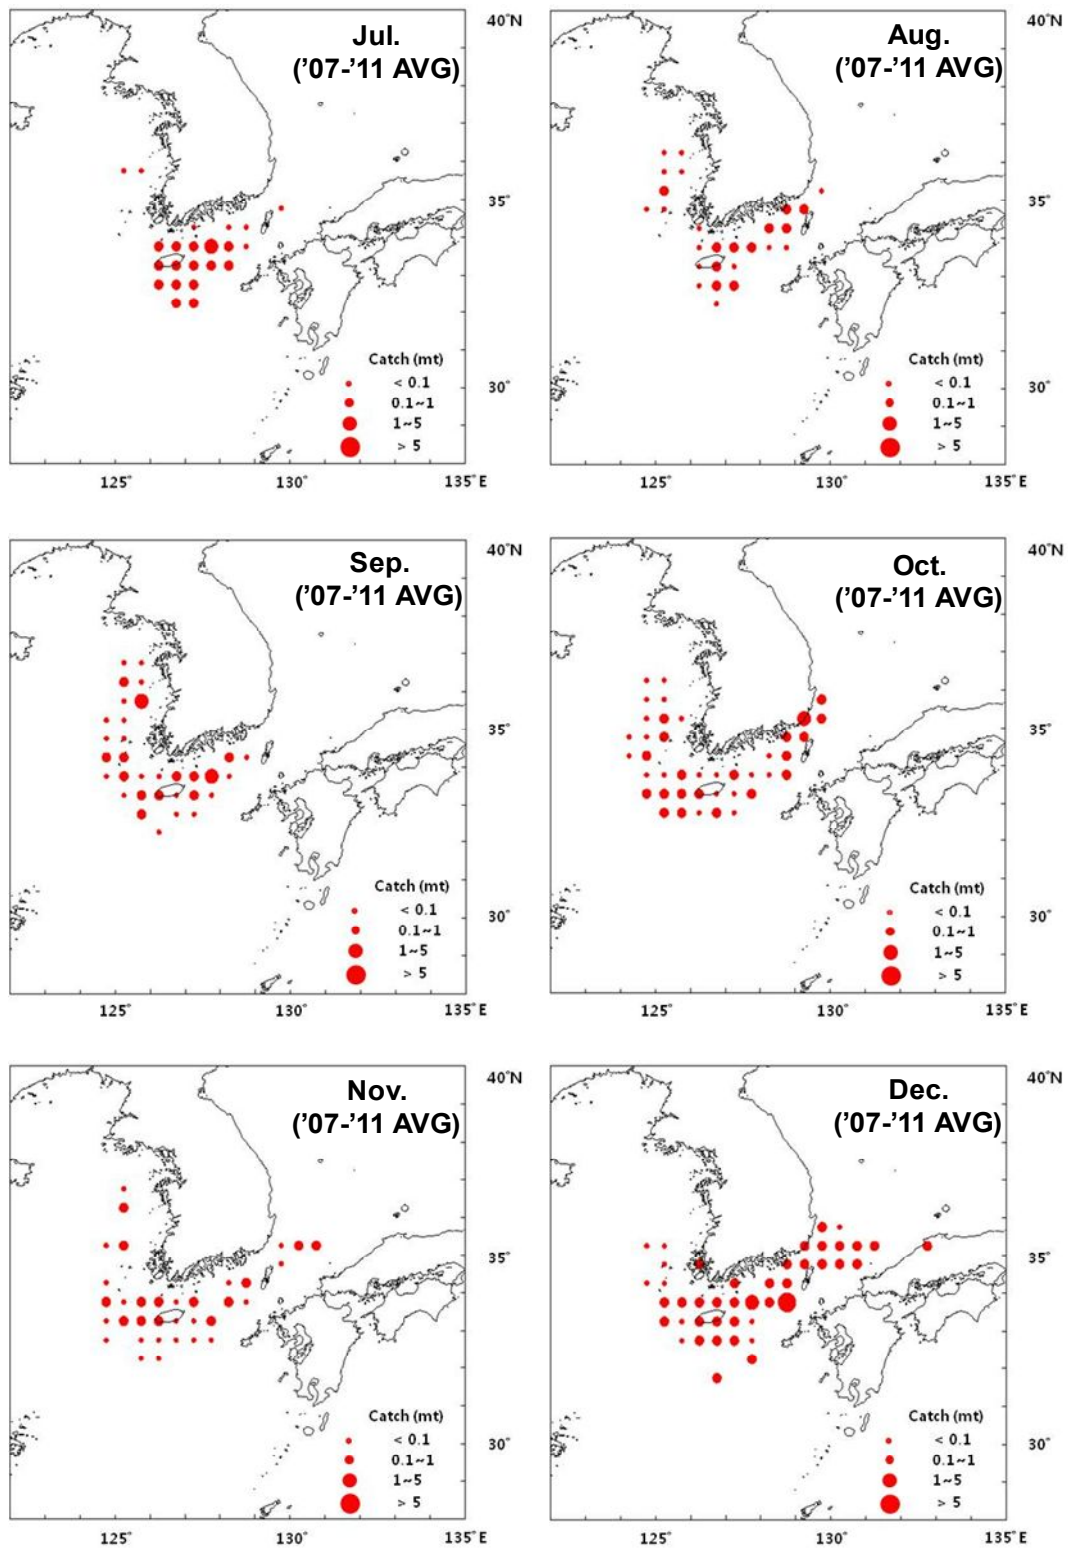 Jul.
('07-'11 AVG)
40°N
35°
30°
Catch (mt)
< 0.1
0.1~1
1~5
> 5
125°
130°
135°E
Aug.
('07-'11 AVG)
40°N
35°
30°
Catch (mt)
< 0.1
0.1~1
1~5
> 5
125°
130°
135°E
Sep.
('07-'11 AVG)
40°N
35°
30°
Catch (mt)
< 0.1
0.1~1
1~5
> 5
125°
130°
135°E
Oct.
('07-'11 AVG)
40°N
35°
30°
Catch (mt)
< 0.1
0.1~1
1~5
> 5
125°
130°
135°E
Nov.
('07-'11 AVG)
40°N
35°
30°
Catch (mt)
< 0.1
0.1~1
1~5
> 5
125°
130°
135°E
Dec.
('07-'11 AVG)
40°N
35°
30°
Catch (mt)
< 0.1
0.1~1
1~5
> 5
125°
130°
135°E